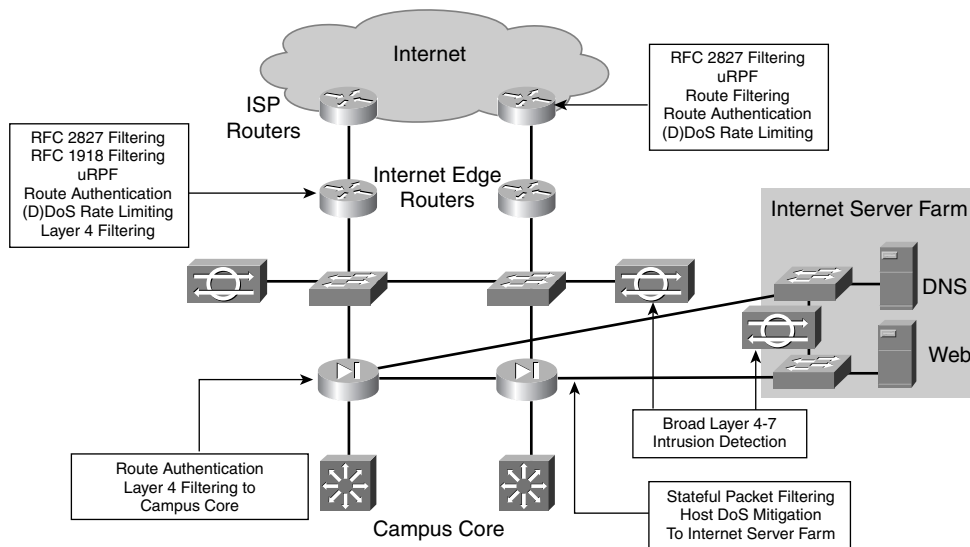 Internet
RFC 2827 Filtering
uRPF
Route Filtering
Route Authentication
(D)DoS Rate Limiting
ISP
Routers
RFC 2827 Filtering
RFC 1918 Filtering
uRPF
Route Authentication
(D)DoS Rate Limiting
Layer 4 Filtering
Internet Edge
Routers
Internet Server Farm
DNS
Web
Broad Layer 4-7
Intrusion Detection
Route Authentication
Layer 4 Filtering to
Campus Core
Stateful Packet Filtering
Host DoS Mitigation
To Internet Server Farm
Campus Core